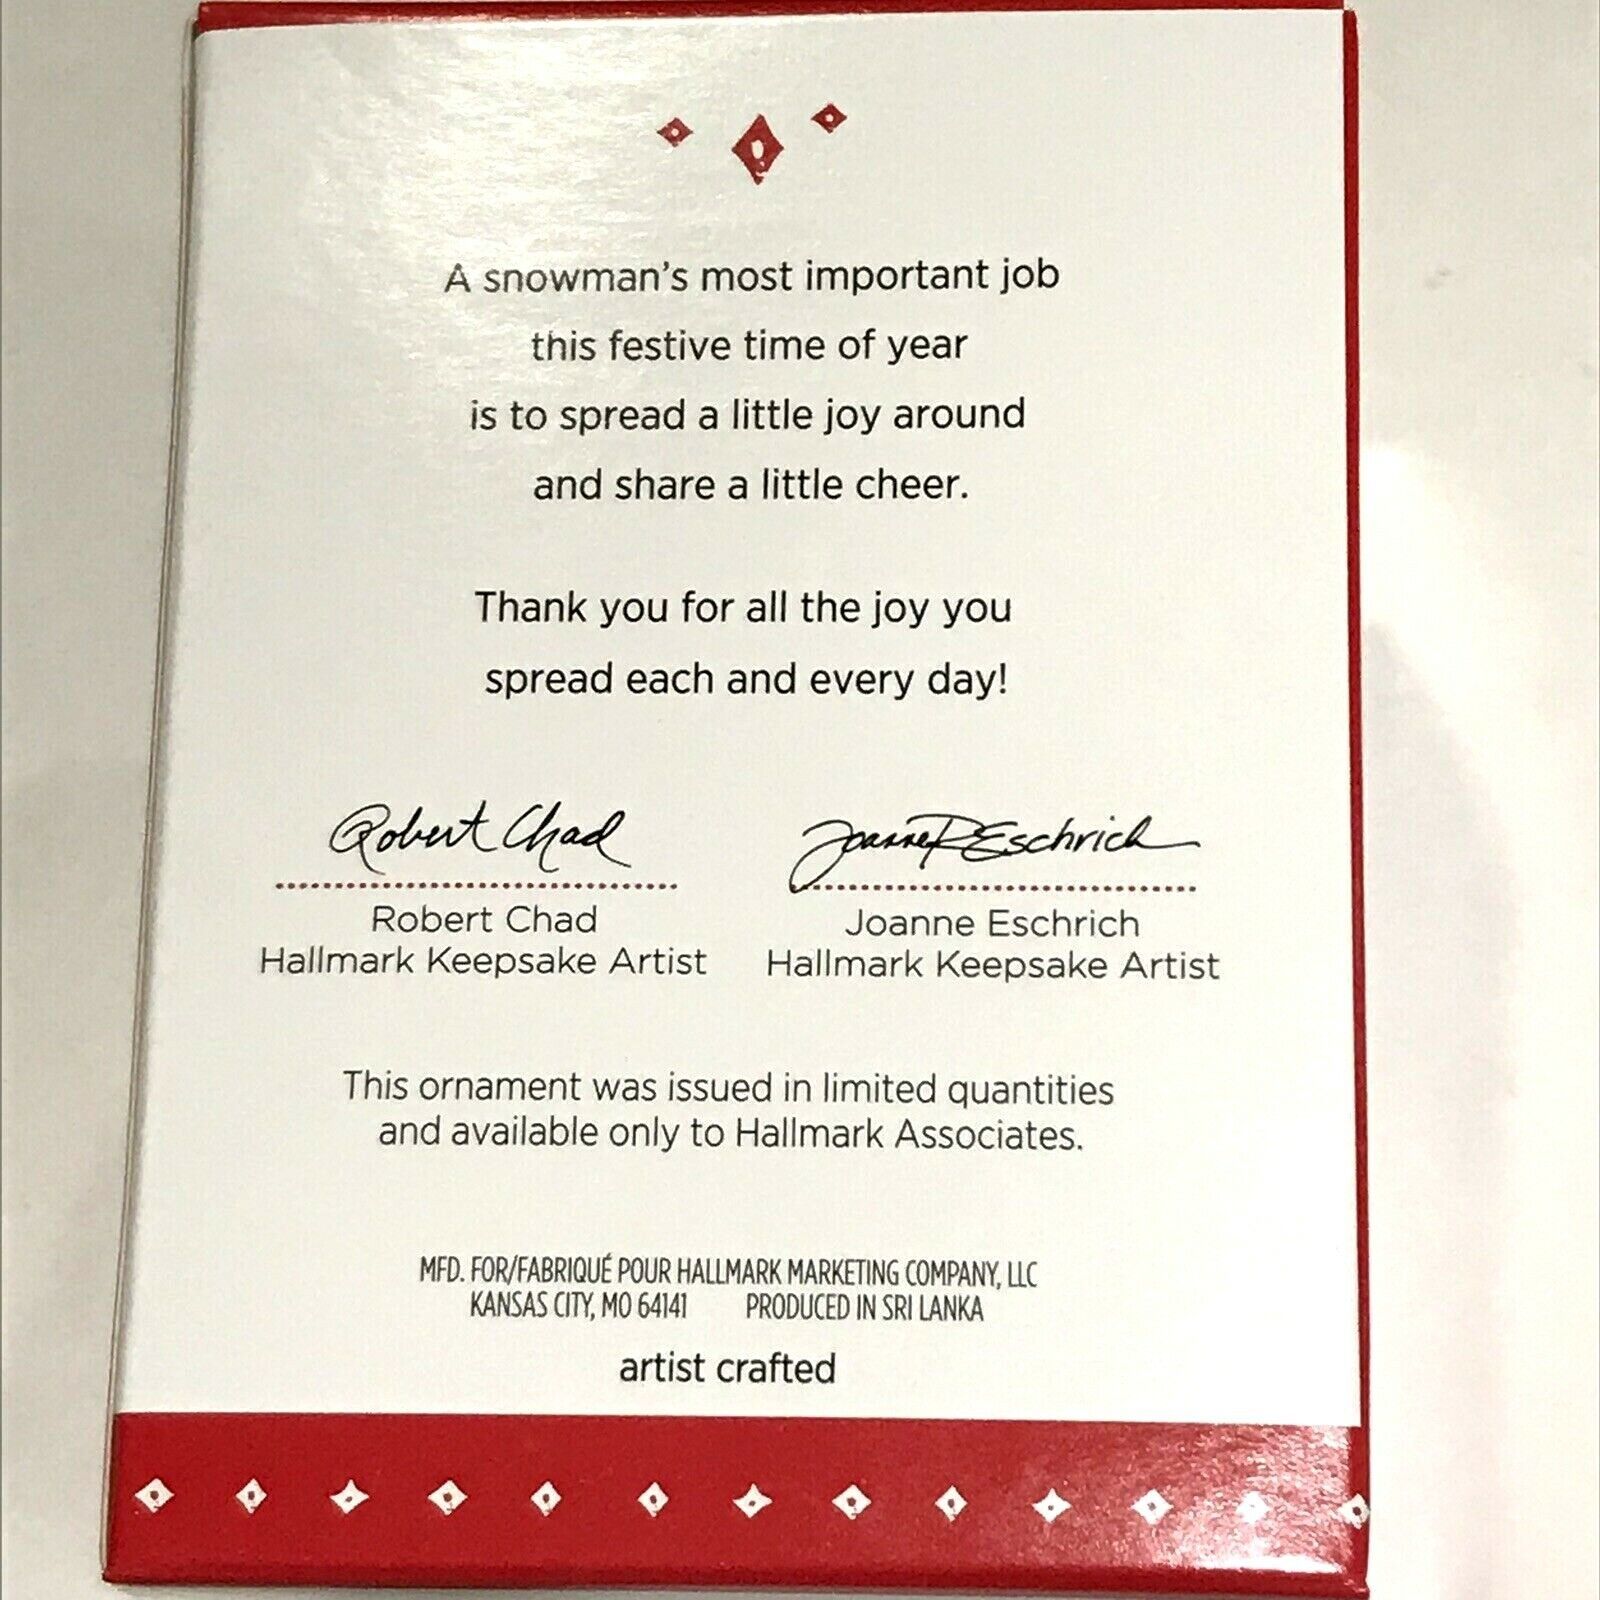 A snowman's most important job
this festive time of year
is to spread a little joy around
and share a little cheer.
Thank you for all the joy you
spread each and every day!
Robert Chad
Joanne R Eschrich
Robert Chad
Hallmark Keepsake Artist
Joanne Eschrich
Hallmark Keepsake Artist
This ornament was issued in limited quantities
and available only to Hallmark Associates.
MFD. FOR/FABRIQUÉ POUR HALLMARK MARKETING COMPANY, LLC
KANSAS CITY, MO 64141 PRODUCED IN SRI LANKA
artist crafted